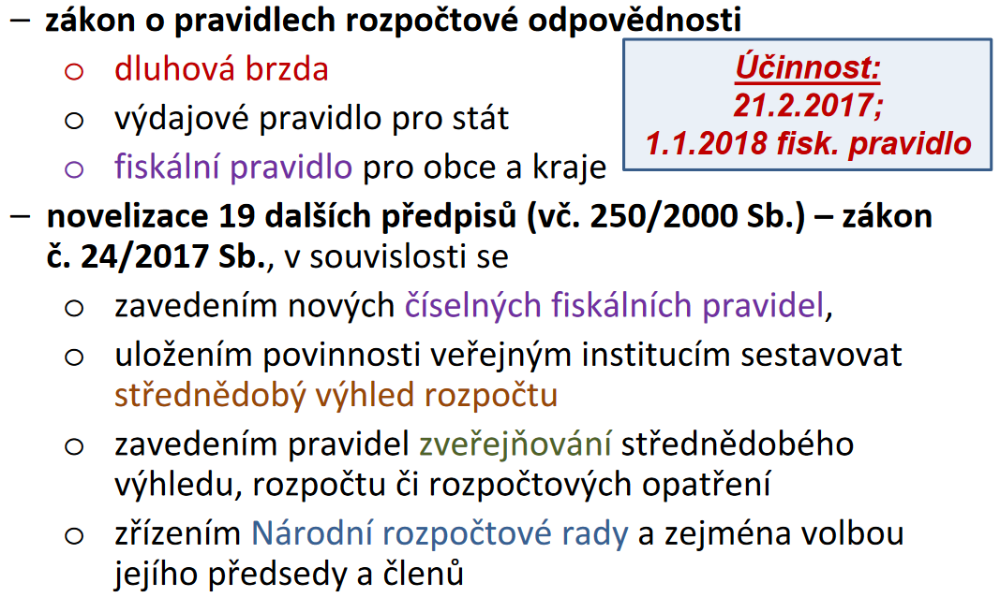 – zákon o pravidlech rozpočtové odpovědnosti
o dluhová brzda
o výdajové pravidlo pro stát
o fiskální pravidlo pro obce a kraje
Účinnost:
21.2.2017;
1.1.2018 fisk. pravidlo
– novelizace 19 dalších předpisů (vč. 250/2000 Sb.) – zákon
č. 24/2017 Sb., v souvislosti se
o zavedením nových číselných fiskálních pravidel,
o uložením povinnosti veřejným institucím sestavovat
střednědobý výhled rozpočtu
o zavedením pravidel zveřejňování střednědobého
výhledu, rozpočtu či rozpočtových opatření
o zřízením Národní rozpočtové rady a zejména volbou
jejího předsedy a členů